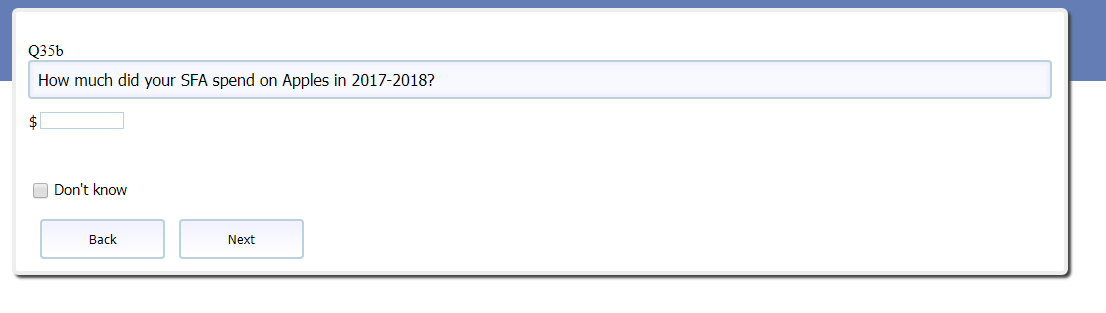 Q35b
How much did your SFA spend on Apples in 2017-2018?
$
Don't know
Back Next